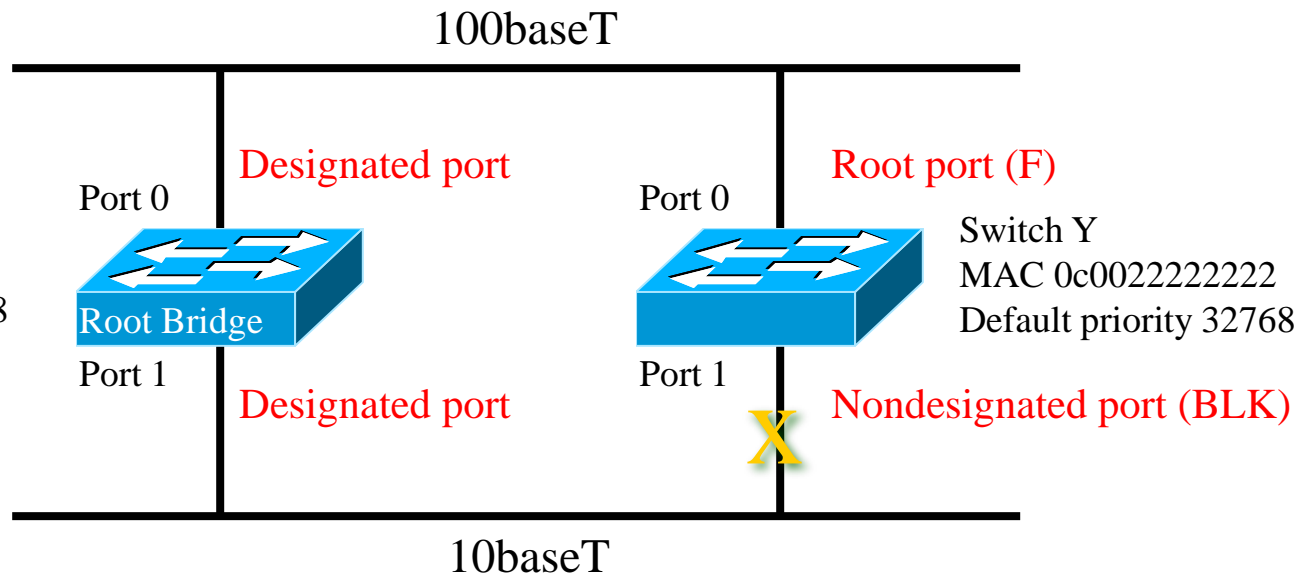 100baseT
Designated port
Root port (F)
Port 0
Port 0
Switch Y
MAC 0c0022222222
Default priority 32768
8
Root Bridge
Port 1
Port 1
Designated port
Nondesignated port (BLK)
X
10baseT